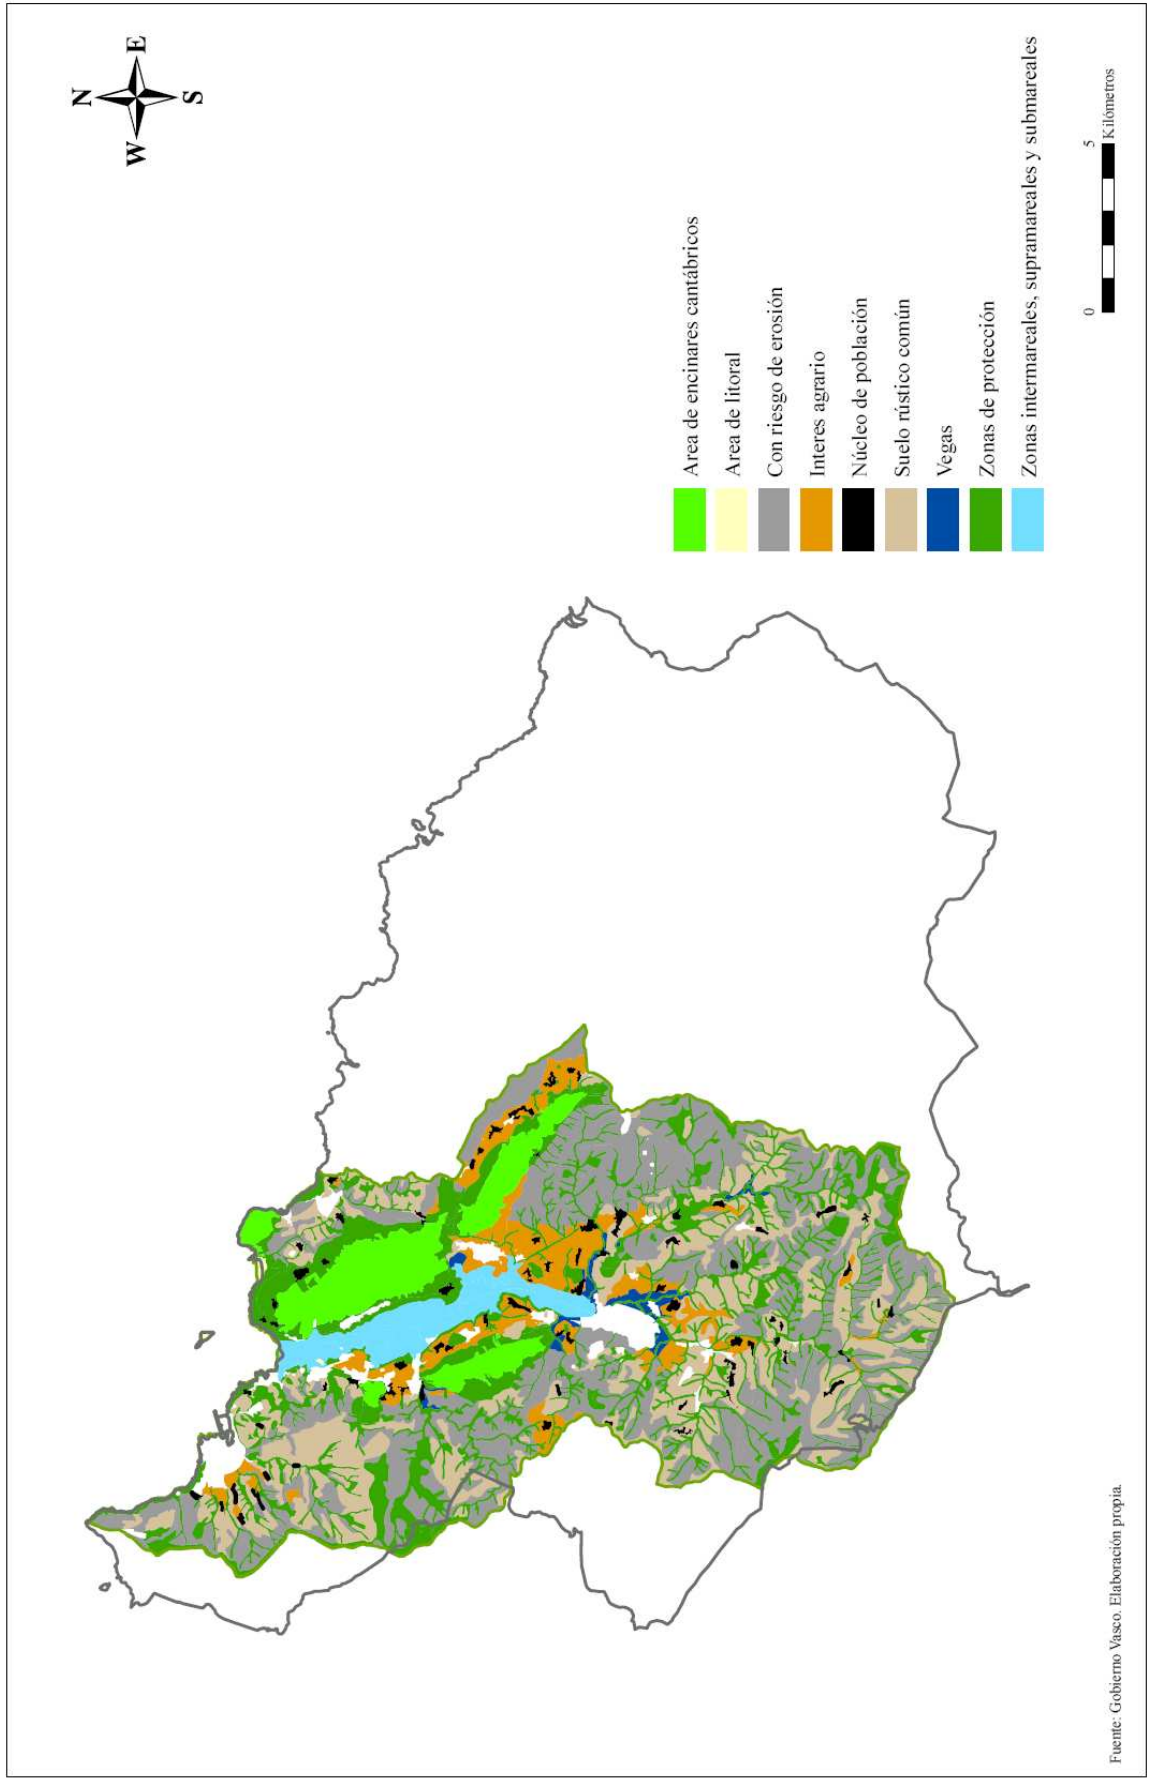 N
W
E
S
Area de encinares cantábricos
Area de litoral
Con riesgo de erosión
Interes agrario
Núcleo de población
Suelo rústico común
Vegas
Zonas de protección
Zonas intermareales, supramareales y submareales
0 5
Kilómetros
Fuente: Gobierno Vasco. Elaboración propia.